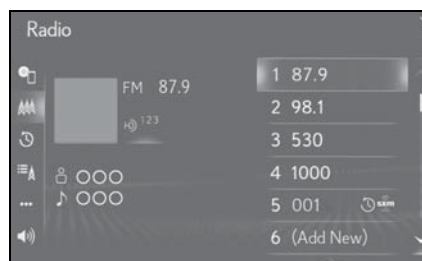 Radio
FM 87.9
123
OOO
OOO
1 87.9
2 98.1
3 530
4 1000
5 001 sxm
6 (Add New)